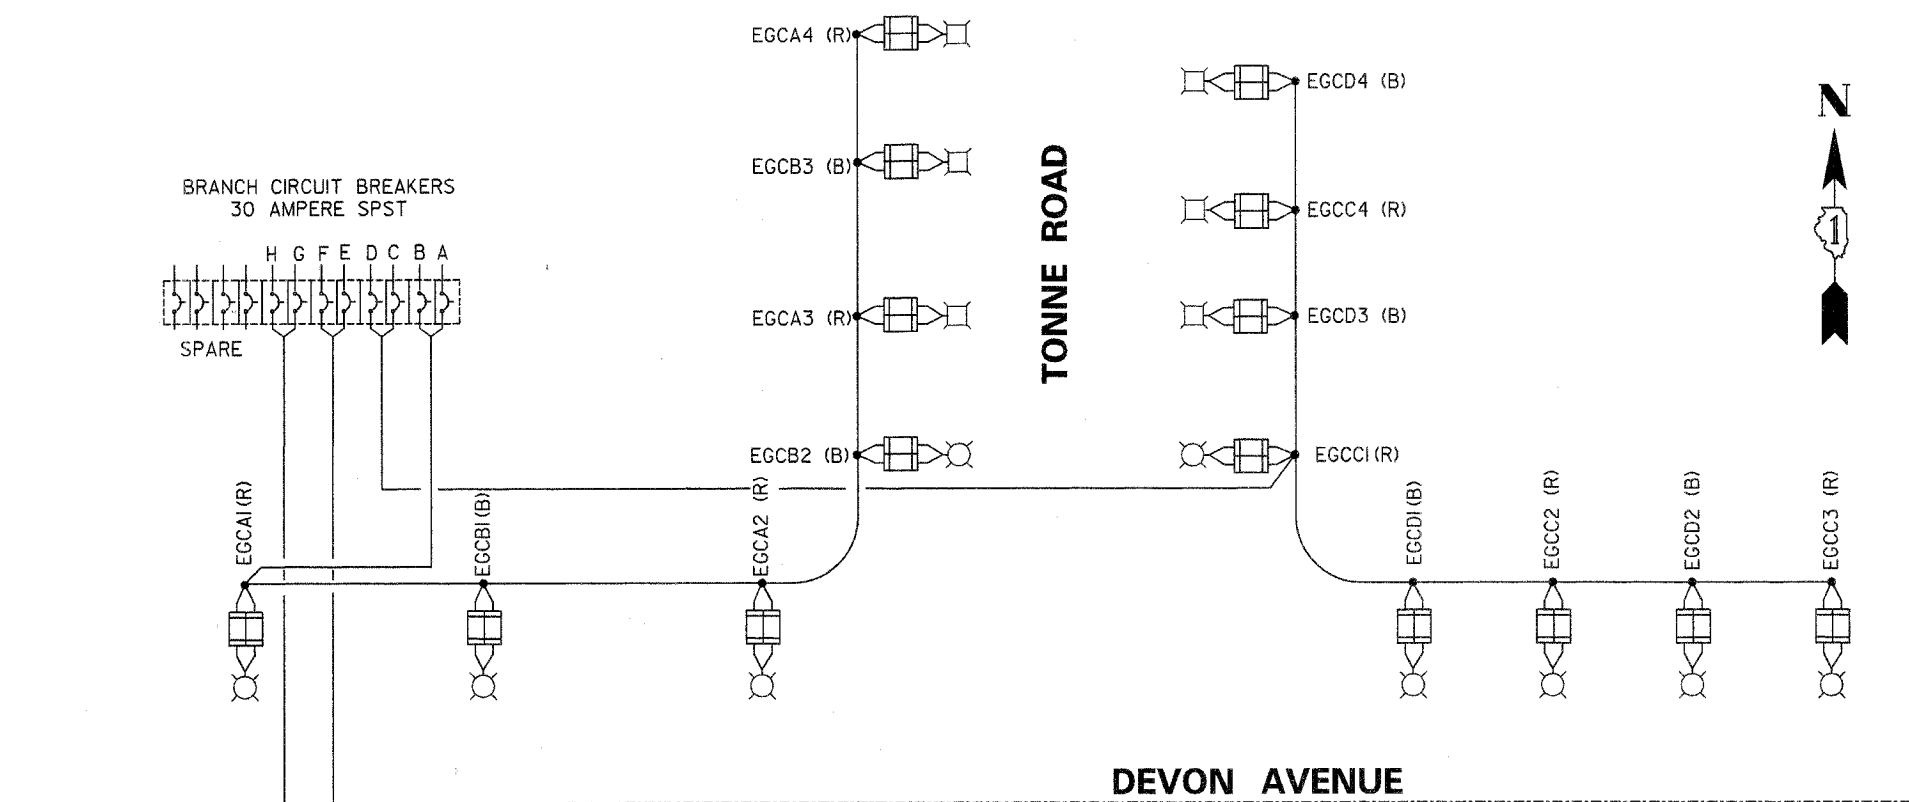 EGCA4 (R)
EGCD4 (B)
N
EGCB3 (B)
TONNE ROAD
BRANCH CIRCUIT BREAKERS
30 AMPERE SPST
EGCC4 (R)
1
H G F E D C B A
EGCA3 (R)
EGCD3 (B)
SPARE
EGCB2 (B)
EGCC1(R)
EGCA1(R)
EGCB1(B)
EGCA2 (R)
EGCD1(B)
EGCC2 (R)
EGCD2 (B)
EGCC3 (R)
DEVON AVENUE